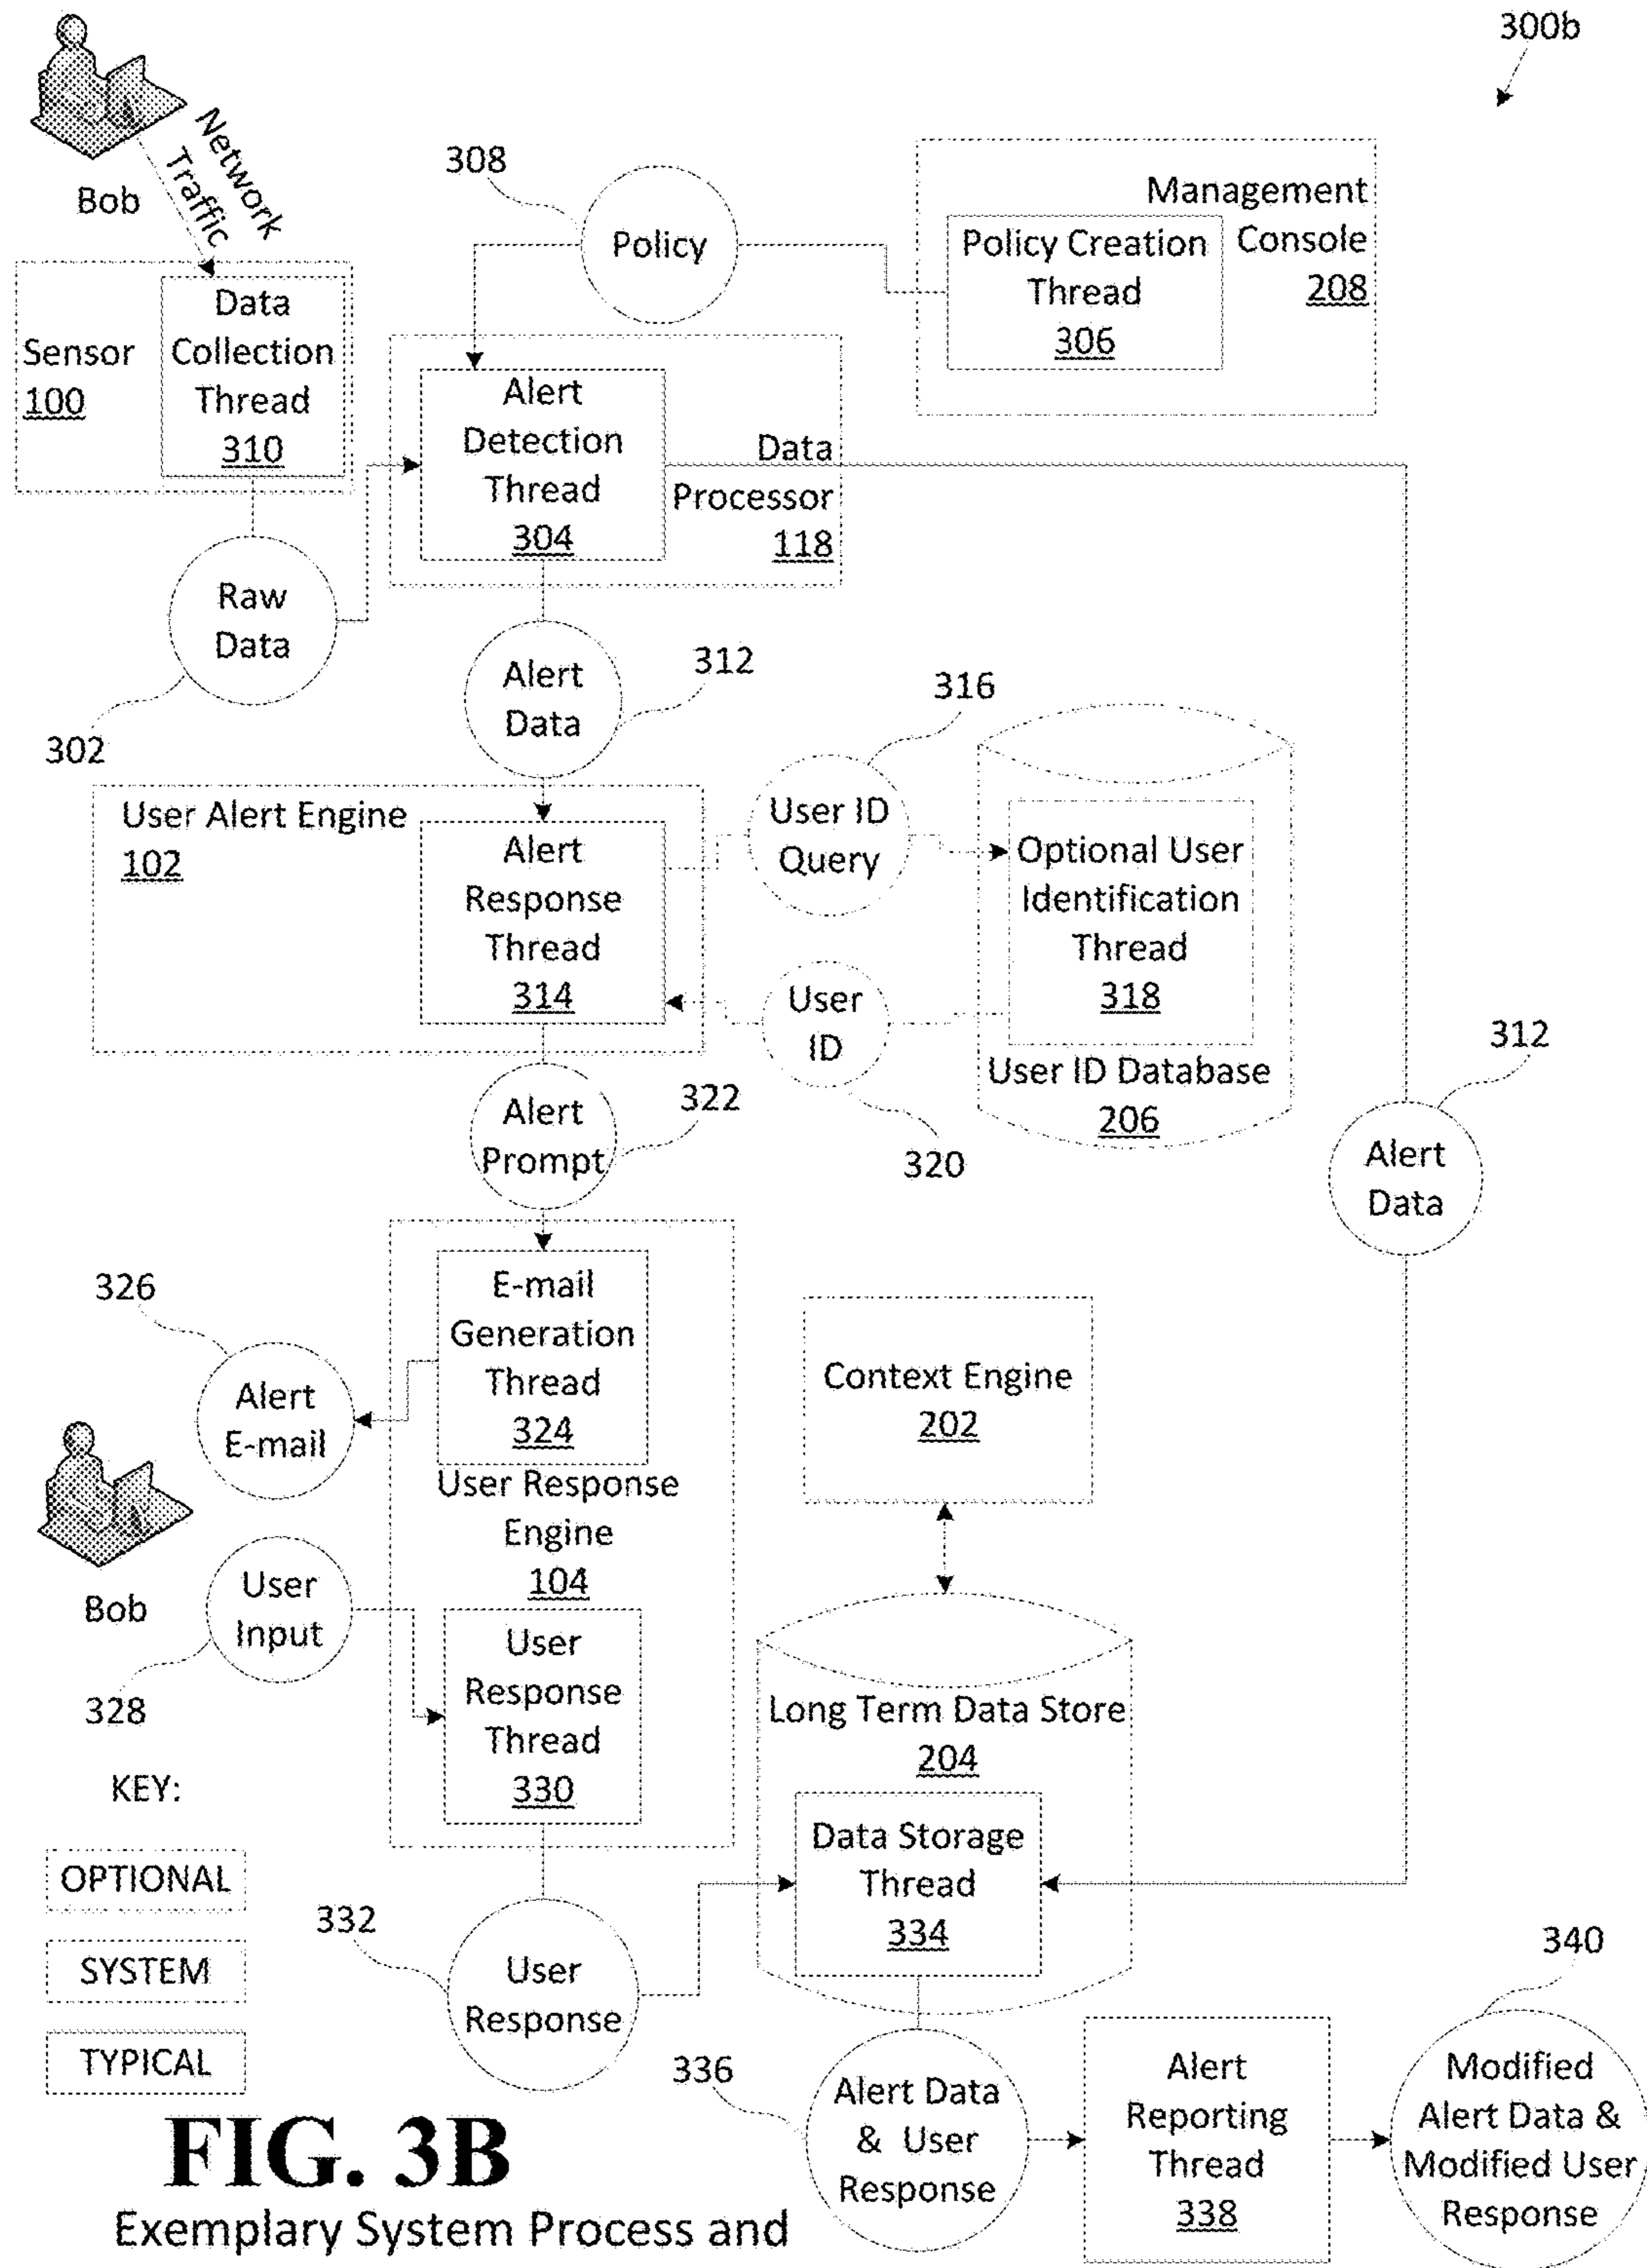 300b
Network
Traffic
Bob
308
Policy
Management
Console
208
Policy Creation
Thread
306
Sensor
100
Data
Collection
Thread
310
Alert
Detection
Thread
304
Data
Processor
118
Raw
Data
302
Alert
Data
312
316
User Alert Engine
102
Alert
Response
Thread
314
User ID
Query
Optional User
Identification
Thread
318
User
ID
320
User ID Database
206
312
Alert
Data
Alert
Prompt
322
326
E-mail
Generation
Thread
324
Alert
E-mail
Context Engine
202
User Response
Engine
104
Bob
User
Input
328
User
Response
Thread
330
Long Term Data Store
204
Data Storage
Thread
334
KEY:
OPTIONAL
SYSTEM
TYPICAL
332
User
Response
336
Alert Data
& User
Response
Alert
Reporting
Thread
338
340
Modified
Alert Data &
Modified User
Response
FIG. 3B
Exemplary System Process and